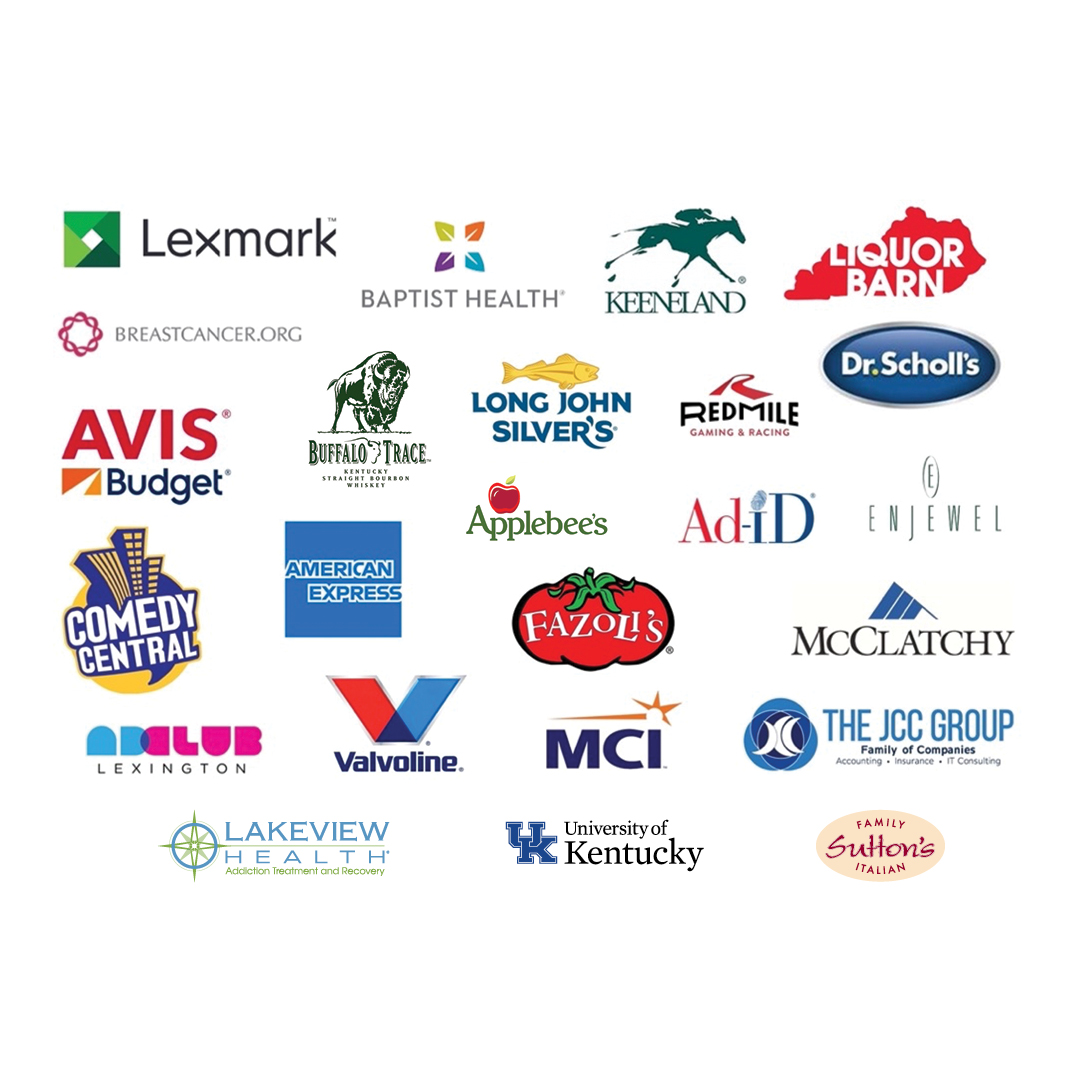 Lexmark™
BAPTIST HEALTH®
KEENELAND®
LIQUOR
BARN
BREASTCANCER.ORG
Dr.Scholl's
BUFFALO TRACE
KENTUCKY
STRAIGHT BOURBON
WHISKEY
LONG JOHN
SILVER'S®
REDMILE
GAMING & RACING
AVIS®
Budget®
Applebee's
Ad-iD®
E
ENJEWEL
COMEDY
CENTRAL
AMERICAN
EXPRESS
FAZOLI'S®
MCCLATCHY
ADCLUB
LEXINGTON
Valvoline®
MCI
THE JCC GROUP
Family of Companies
Accounting • Insurance • IT Consulting
LAKEVIEW
HEALTH®
Addiction Treatment and Recovery
UK
University of
Kentucky
FAMILY
Sutton's
ITALIAN